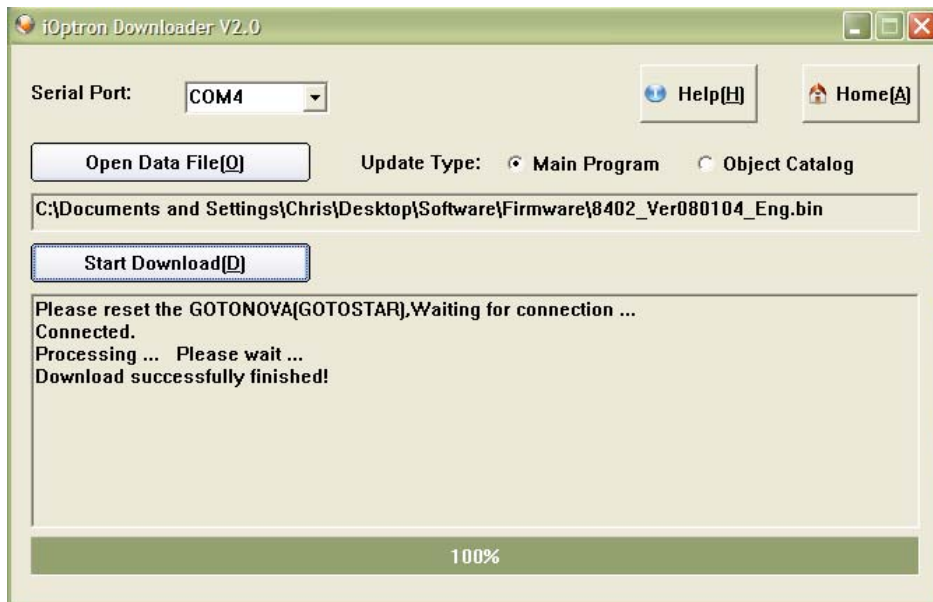 iOptron Downloader V2.0
Serial Port: COM4 Help(H) Home(A)
Open Data File(O) Update Type: Main Program Object Catalog
C:\Documents and Settings\Chris\Desktop\Software\Firmware\8402_Ver080104_Eng.bin
Start Download(D)
Please reset the GOTONOVA(GOTOSTAR),Waiting for connection ...
Connected.
Processing ... Please wait ...
Download successfully finished!
100%